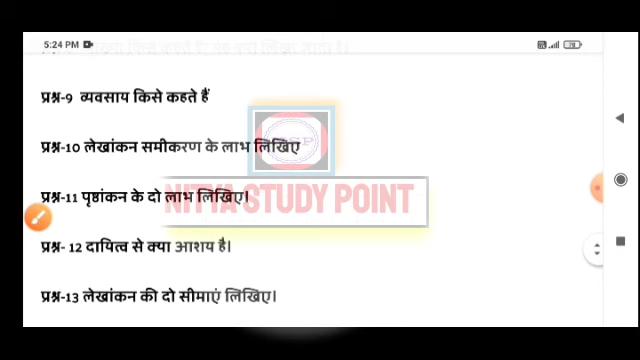 5:24 PM
प्रश्न-9 व्यवसाय किसे कहते हैं
प्रश्न-10 लेखांकन समीकरण के लाभ लिखिए
NITYA STUDY POINT
प्रश्न-11 पृष्ठांकन के दो लाभ लिखिए।
प्रश्न- 12 दायित्व से क्या आशय है।
प्रश्न-13 लेखांकन की दो सीमाएं लिखिए।